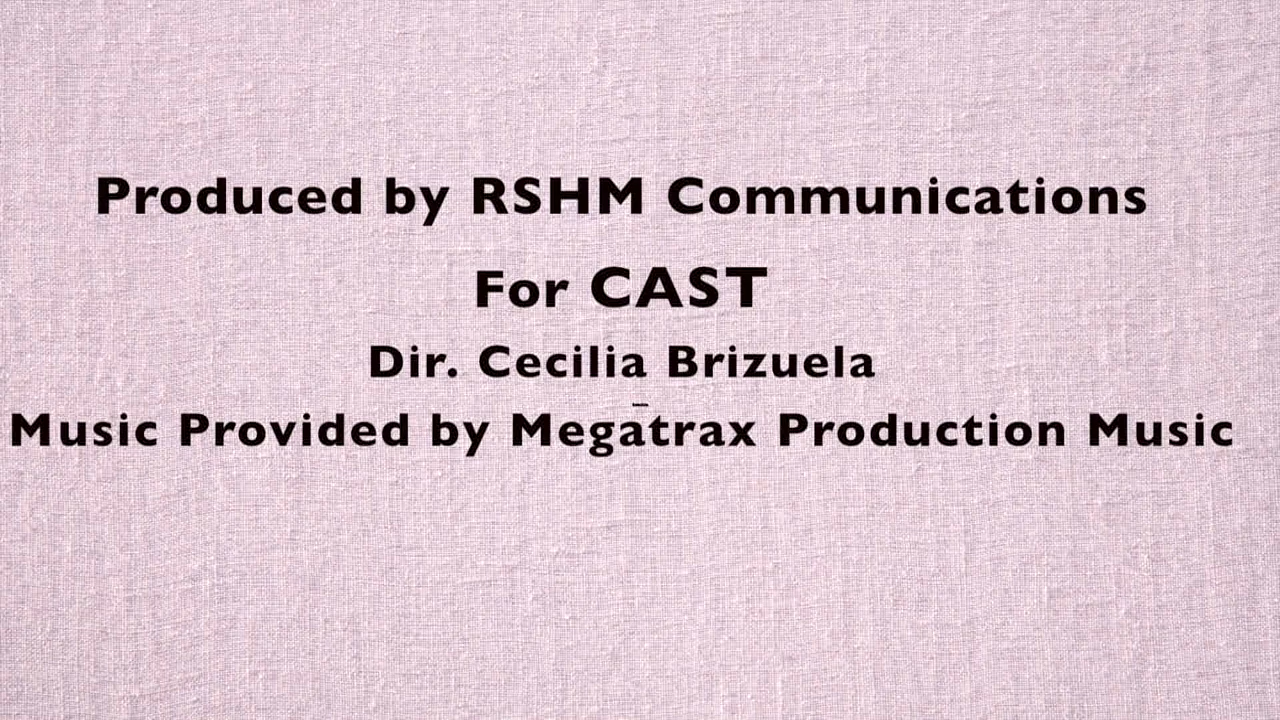 Produced by RSHM Communications
For CAST
Dir. Cecilia Brizuela
Music Provided by Megatrax Production Music